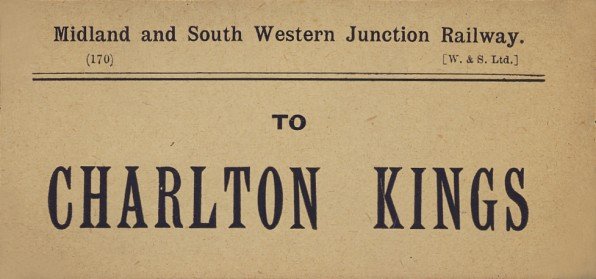 Midland and South Western Junction Railway.
(170) [W. & S. Ltd.]
TO
CHARLTON KINGS